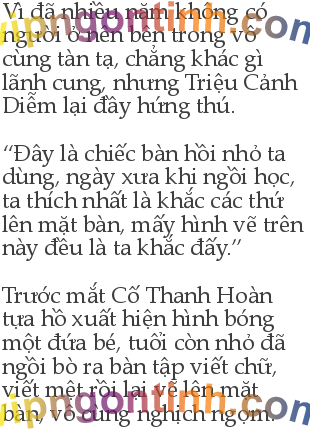 Vì đã nhiều năm không có
người ở nên bên trong vô
cùng tàn tạ, chẳng khác gì
lãnh cung, nhưng Triệu Cảnh
Diễm lại đầy hứng thú.
“Đây là chiếc bàn hồi nhỏ ta
dùng, ngày xưa khi ngồi học,
ta thích nhất là khắc các thứ
lên mặt bàn, mấy hình vẽ trên
này đều là ta khắc đấy.”
Trước mắt Cố Thanh Hoàn
tựa hồ xuất hiện hình bóng
một đứa bé, tuổi còn nhỏ đã
ngồi bò ra bàn tập viết chữ,
viết mệt rồi lại vẽ lên mặt
bàn, vô cùng nghịch ngợm.
vipngontinh.com
vipngontinh.com